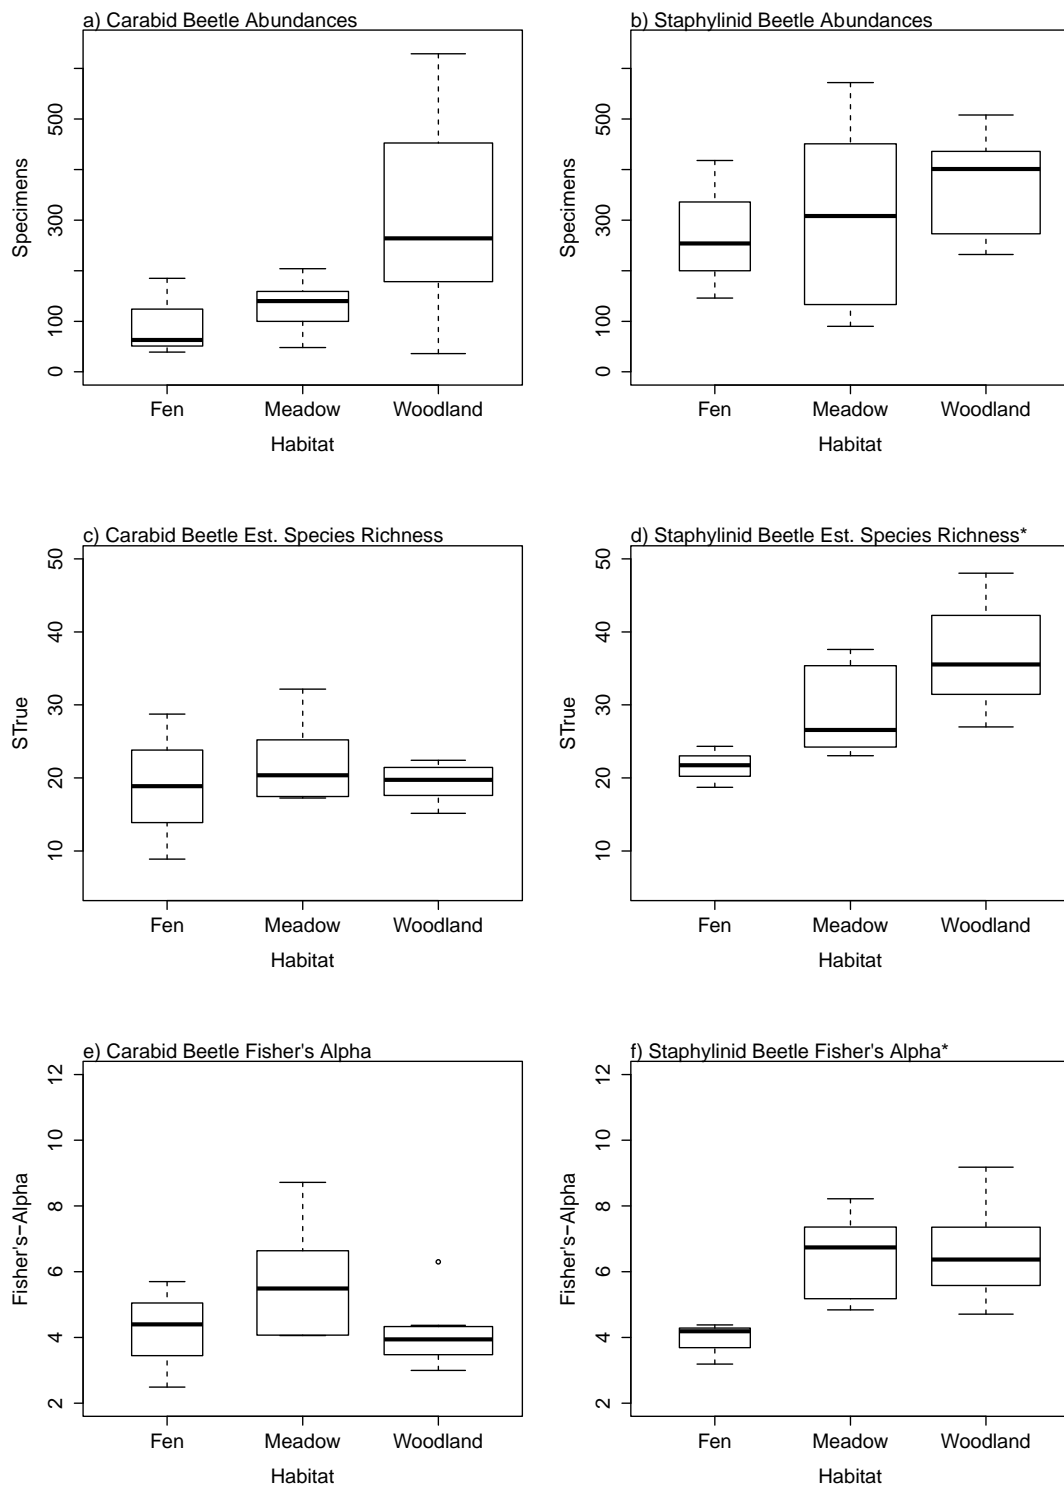 a) Carabid Beetle Abundances
500
300
100
0
Specimens
Fen Meadow Woodland
Habitat
b) Staphylinid Beetle Abundances
500
300
100
0
Specimens
Fen Meadow Woodland
Habitat
c) Carabid Beetle Est. Species Richness
50
40
30
20
10
STrue
Fen Meadow Woodland
Habitat
d) Staphylinid Beetle Est. Species Richness*
50
40
30
20
10
STrue
Fen Meadow Woodland
Habitat
e) Carabid Beetle Fisher's Alpha
12
10
8
6
4
2
Fisher's−Alpha
Fen Meadow Woodland
Habitat
f) Staphylinid Beetle Fisher's Alpha*
12
10
8
6
4
2
Fisher's−Alpha
Fen Meadow Woodland
Habitat